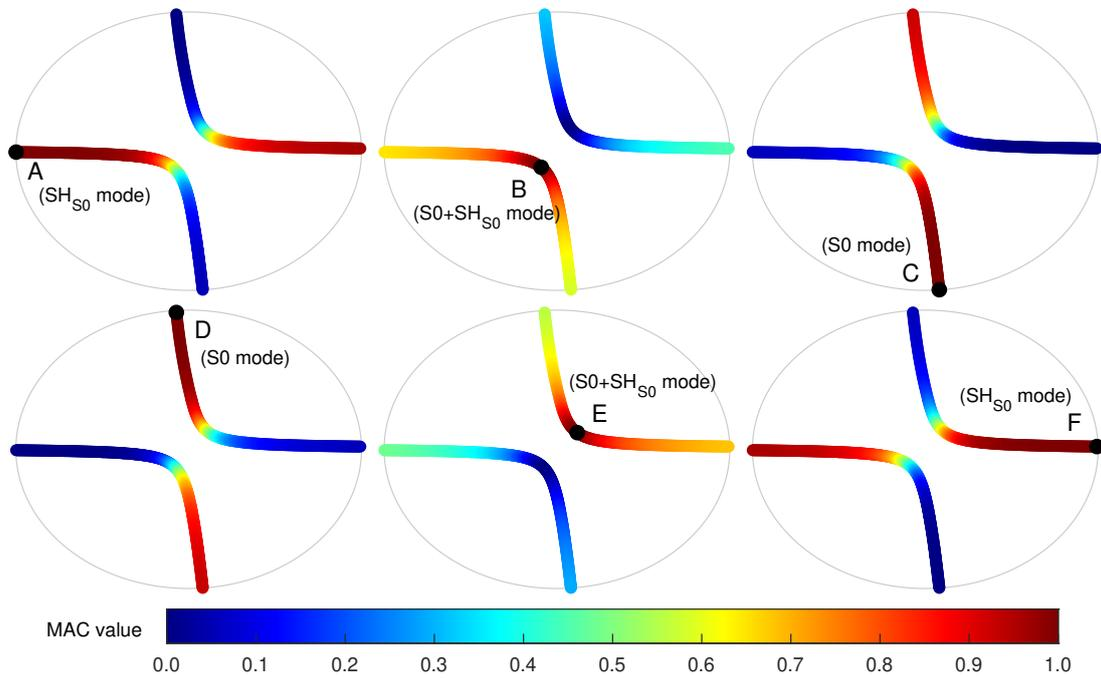 A
(SH_S0 mode)
B
(S0+SH_S0 mode)
(S0 mode)
C
D
(S0 mode)
(S0+SH_S0 mode)
E
(SH_S0 mode)
F
MAC value
0.0 0.1 0.2 0.3 0.4 0.5 0.6 0.7 0.8 0.9 1.0